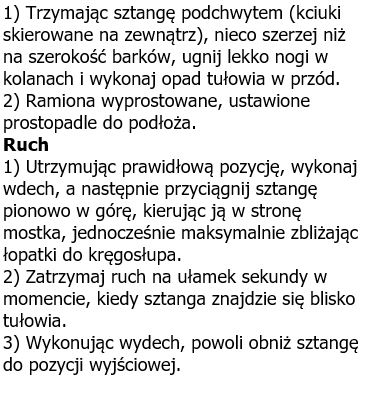 1) Trzymając sztangę podchwytem (kciuki
skierowane na zewnątrz), nieco szerzej niż
na szerokość barków, ugnij lekko nogi w
kolanach i wykonaj opad tułowia w przód.
2) Ramiona wyprostowane, ustawione
prostopadle do podłoża.
Ruch
1) Utrzymując prawidłową pozycję, wykonaj
wdech, a następnie przyciągnij sztangę
pionowo w górę, kierując ją w stronę
mostka, jednocześnie maksymalnie zbliżając
łopatki do kręgosłupa.
2) Zatrzymaj ruch na ułamek sekundy w
momencie, kiedy sztanga znajdzie się blisko
tułowia.
3) Wykonując wydech, powoli obniż sztangę
do pozycji wyjściowej.